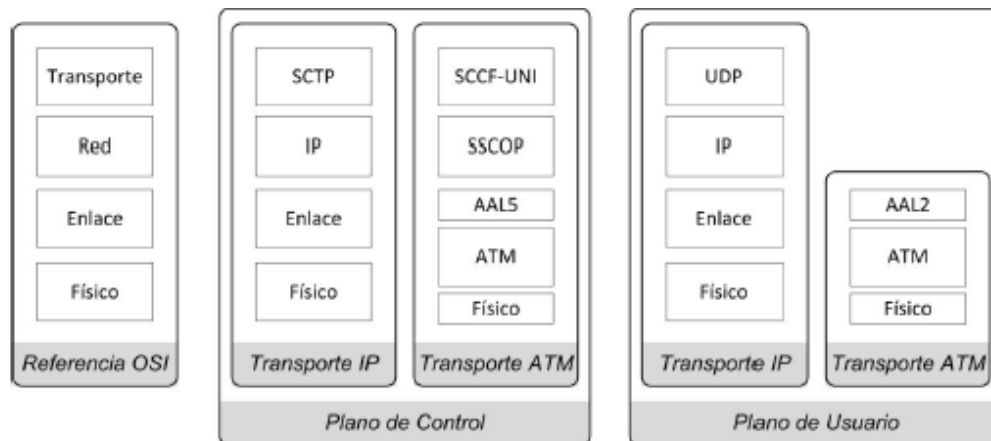 Transporte
Red
Enlace
Físico
Referencia OSI
SCTP
IP
Enlace
Físico
Transporte IP
SCCF-UNI
SSCOP
AAL5
ATM
Físico
Transporte ATM
Plano de Control
UDP
IP
Enlace
Físico
Transporte IP
AAL2
ATM
Físico
Transporte ATM
Plano de Usuario